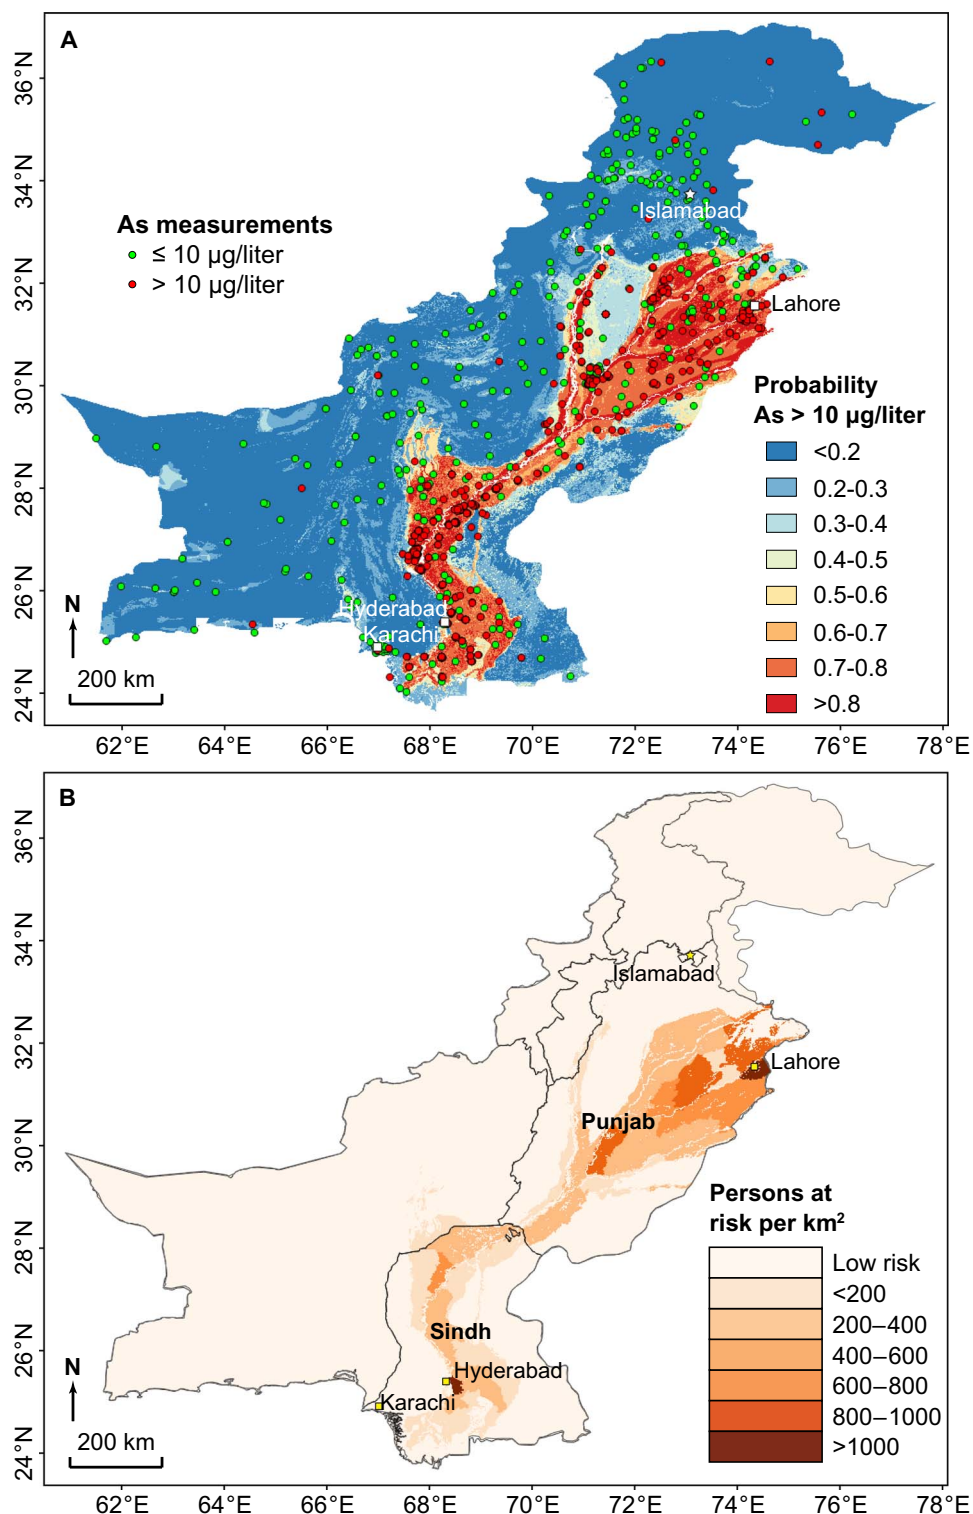 A
36°N
34°N
32°N
30°N
28°N
26°N
24°N
As measurements
≤ 10 µg/liter
> 10 µg/liter
Islamabad
Lahore
Hyderabad
Karachi
N
200 km
Probability
As > 10 µg/liter
<0.2
0.2-0.3
0.3-0.4
0.4-0.5
0.5-0.6
0.6-0.7
0.7-0.8
>0.8
62°E 64°E 66°E 68°E 70°E 72°E 74°E 76°E 78°E
B
36°N
34°N
32°N
30°N
28°N
26°N
24°N
Islamabad
Lahore
Punjab
Sindh
Hyderabad
Karachi
N
200 km
Persons at
risk per km²
Low risk
<200
200–400
400–600
600–800
800–1000
>1000
62°E 64°E 66°E 68°E 70°E 72°E 74°E 76°E 78°E